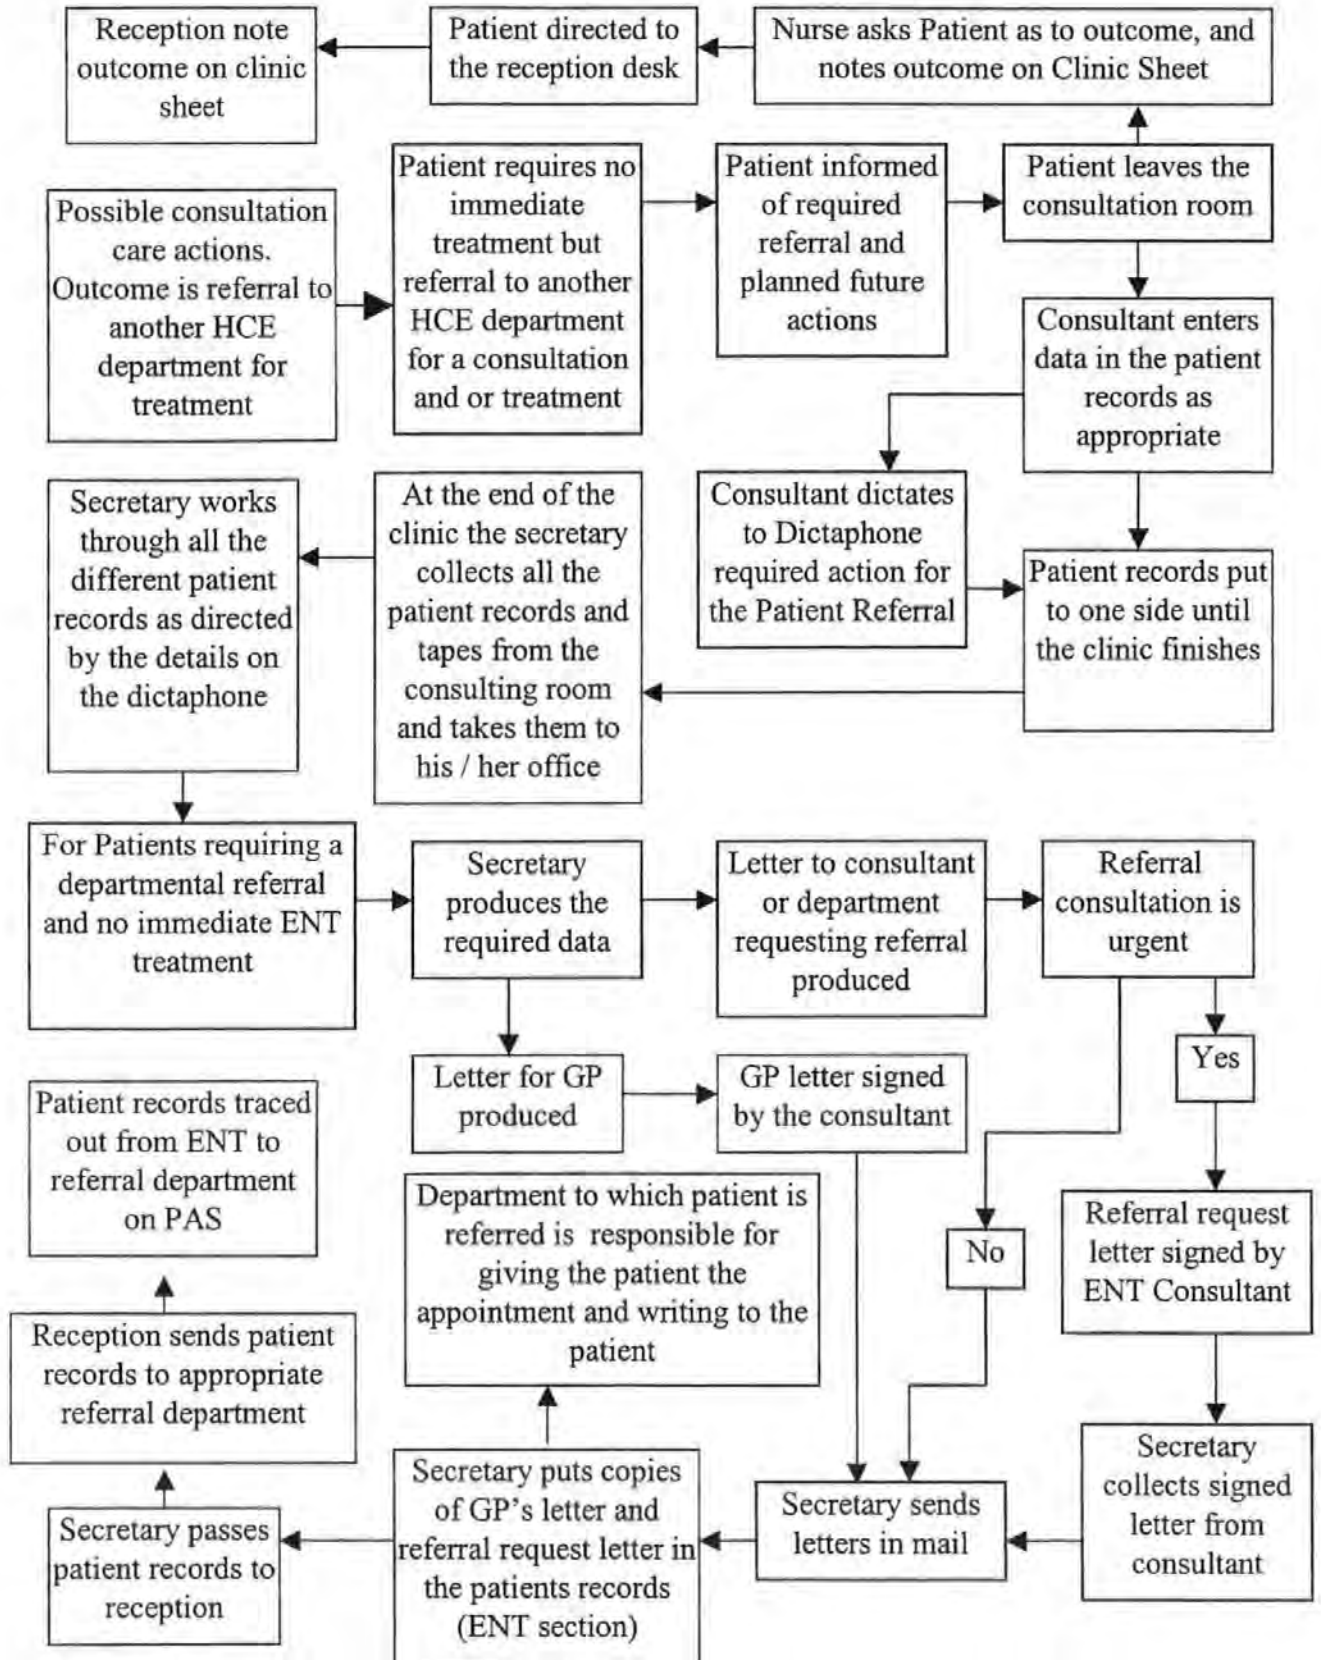 Reception note
outcome on clinic
sheet
Patient directed to
the reception desk
Nurse asks Patient as to outcome, and
notes outcome on Clinic Sheet
Possible consultation
care actions.
Outcome is referral to
another HCE
department for
treatment
Patient requires no
immediate
treatment but
referral to another
HCE department
for a consultation
and or treatment
Patient informed
of required
referral and
planned future
actions
Patient leaves the
consultation room
Consultant enters
data in the patient
records as
appropriate
Secretary works
through all the
different patient
records as directed
by the details on
the dictaphone
At the end of the
clinic the secretary
collects all the
patient records and
tapes from the
consulting room
and takes them to
his / her office
Consultant dictates
to Dictaphone
required action for
the Patient Referral
Patient records put
to one side until
the clinic finishes
For Patients requiring a
departmental referral
and no immediate ENT
treatment
Secretary
produces the
required data
Letter to consultant
or department
requesting referral
produced
Referral
consultation is
urgent
Yes
Letter for GP
produced
GP letter signed
by the consultant
Patient records traced
out from ENT to
referral department
on PAS
Department to which patient is
referred is responsible for
giving the patient the
appointment and writing to the
patient
No
Referral request
letter signed by
ENT Consultant
Reception sends patient
records to appropriate
referral department
Secretary passes
patient records to
reception
Secretary puts copies
of GP's letter and
referral request letter in
the patients records
(ENT section)
Secretary sends
letters in mail
Secretary
collects signed
letter from
consultant